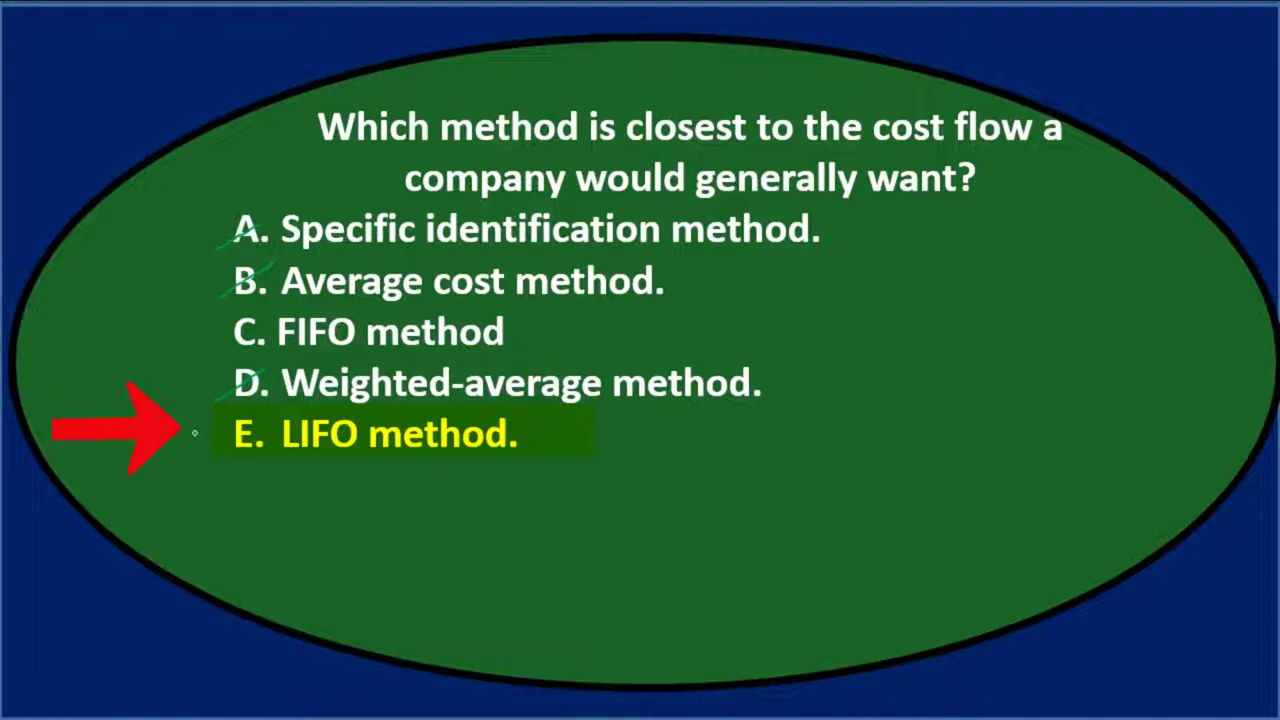 Which method is closest to the cost flow a
company would generally want?
A. Specific identification method.
B. Average cost method.
C. FIFO method
D. Weighted-average method.
E. LIFO method.